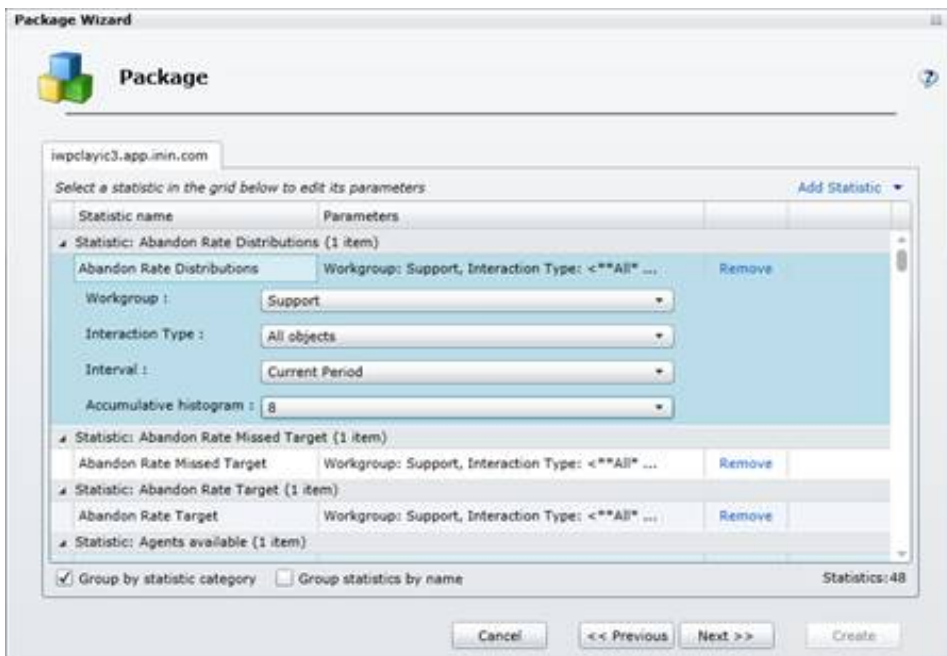 Package Wizard
Package
iwpclayic3.app.inin.com
Select a statistic in the grid below to edit its parameters
Add Statistic
Statistic name Parameters
Statistic: Abandon Rate Distributions (1 item)
Abandon Rate Distributions Workgroup: Support, Interaction Type: <**All* ... Remove
Workgroup : Support
Interaction Type : All objects
Interval : Current Period
Accumulative histogram : 8
Statistic: Abandon Rate Missed Target (1 item)
Abandon Rate Missed Target Workgroup: Support, Interaction Type: <**All* ... Remove
Statistic: Abandon Rate Target (1 item)
Abandon Rate Target Workgroup: Support, Interaction Type: <**All* ... Remove
Statistic: Agents available (1 item)
Group by statistic category Group statistics by name Statistics: 48
Cancel << Previous Next >> Create